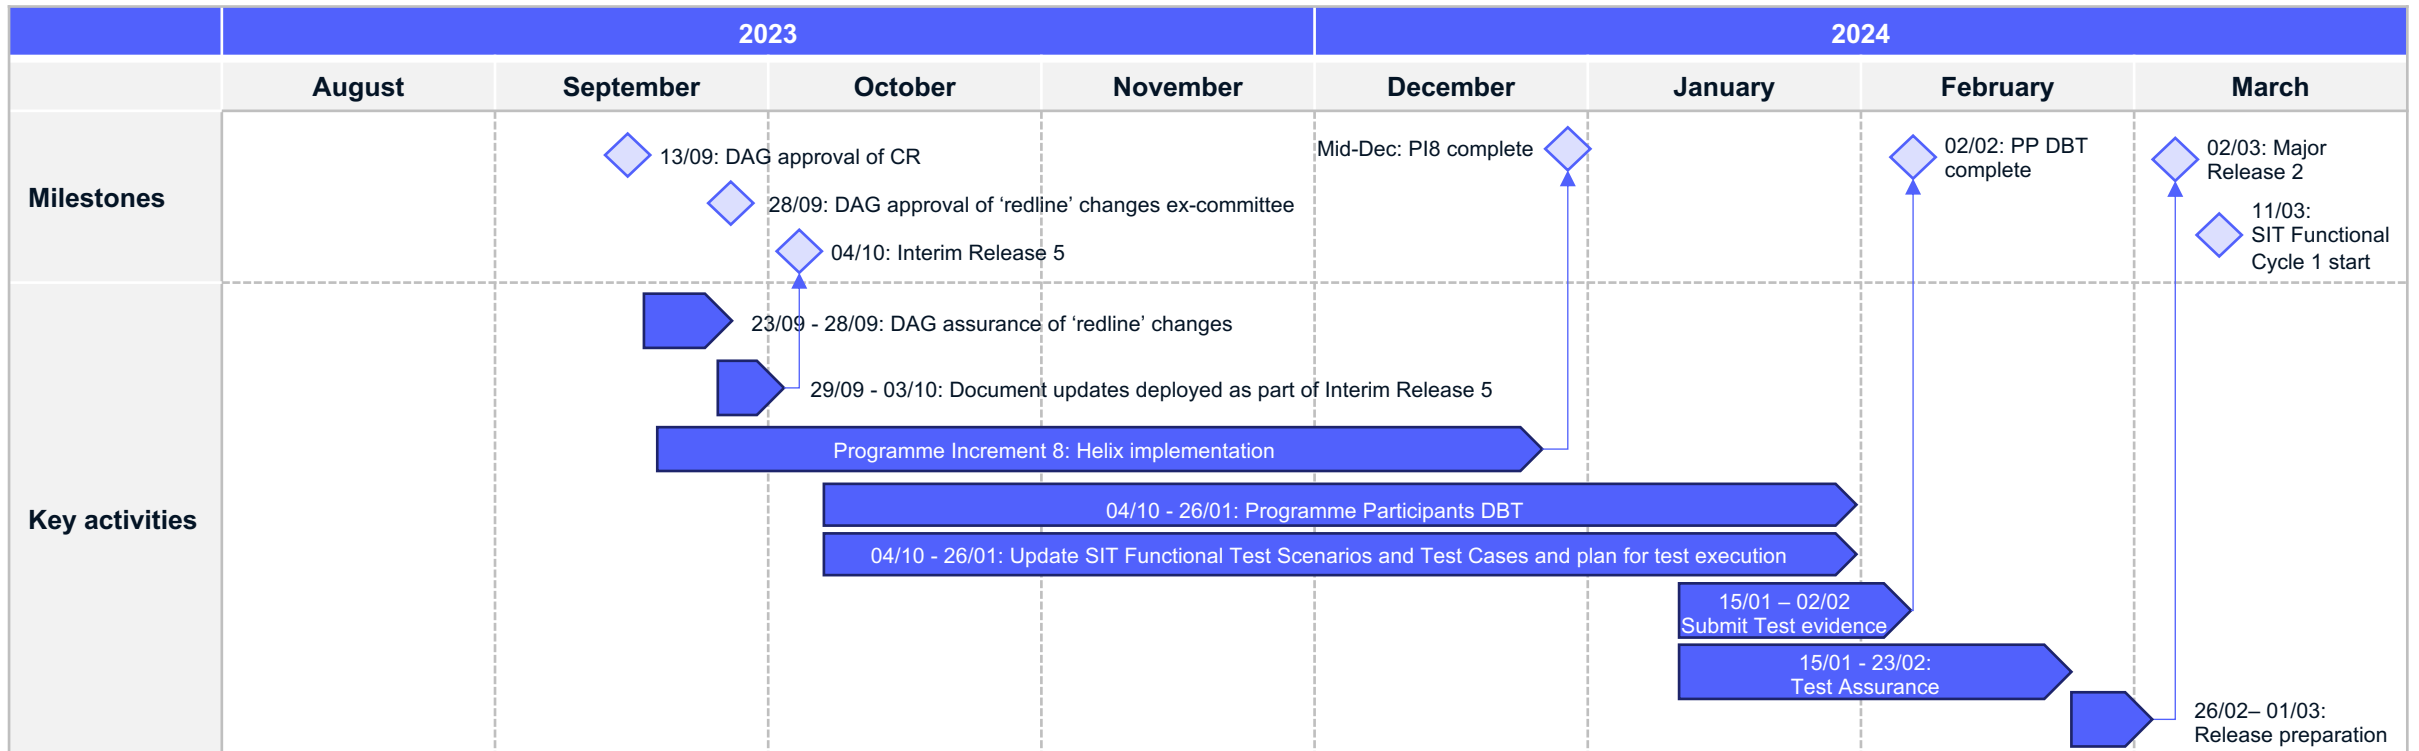 2023
2024
August
September
October
November
December
January
February
March
Milestones
13/09: DAG approval of CR
28/09: DAG approval of ‘redline’ changes ex-committee
04/10: Interim Release 5
Mid-Dec: PI8 complete
02/02: PP DBT
complete
02/03: Major
Release 2
11/03:
SIT Functional
Cycle 1 start
Key activities
23/09 - 28/09: DAG assurance of ‘redline’ changes
29/09 - 03/10: Document updates deployed as part of Interim Release 5
Programme Increment 8: Helix implementation
04/10 - 26/01: Programme Participants DBT
04/10 - 26/01: Update SIT Functional Test Scenarios and Test Cases and plan for test execution
15/01 – 02/02
Submit Test evidence
15/01 - 23/02:
Test Assurance
26/02– 01/03:
Release preparation